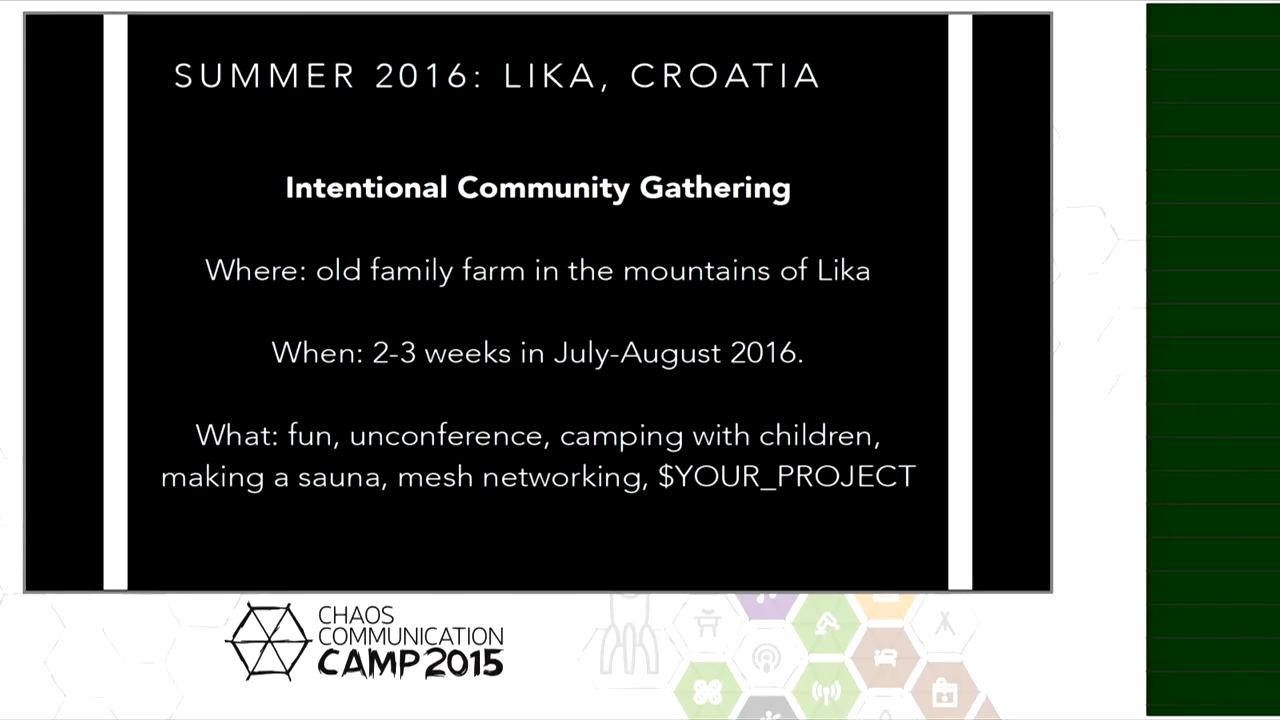 SUMMER 2016: LIKA, CROATIA
Intentional Community Gathering
Where: old family farm in the mountains of Lika
When: 2-3 weeks in July-August 2016.
What: fun, unconference, camping with children,
making a sauna, mesh networking, $YOUR_PROJECT
CHAOS
COMMUNICATION
CAMP 2015